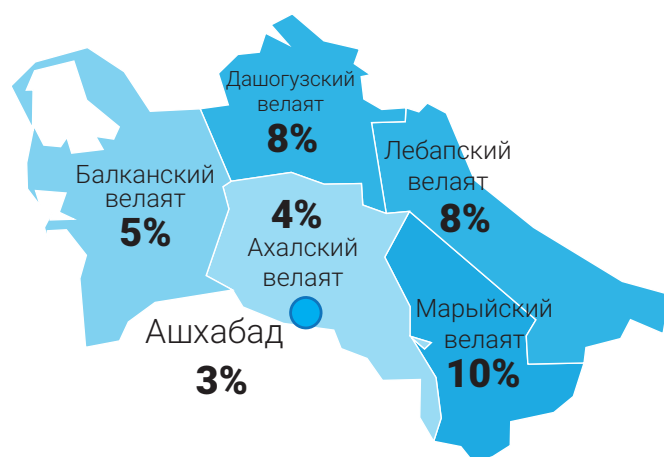 Дашогузский
велаят
8%
Лебапский
велаят
8%
Балканский
велаят
5%
4%
Ахалский
велаят
Марыйский
велаят
10%
Ашхабад
3%